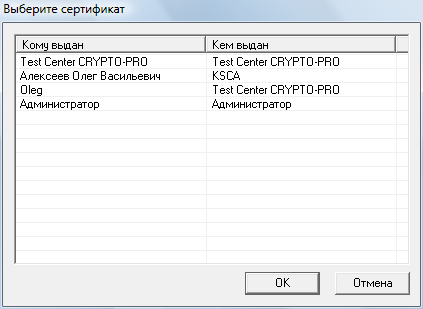 Выберите сертификат
Кому выдан Кем выдан
Test Center CRYPTO-PRO Test Center CRYPTO-PRO
Алексеев Олег Васильевич KSCA
Oleg Test Center CRYPTO-PRO
Администратор Администратор
OK Отмена